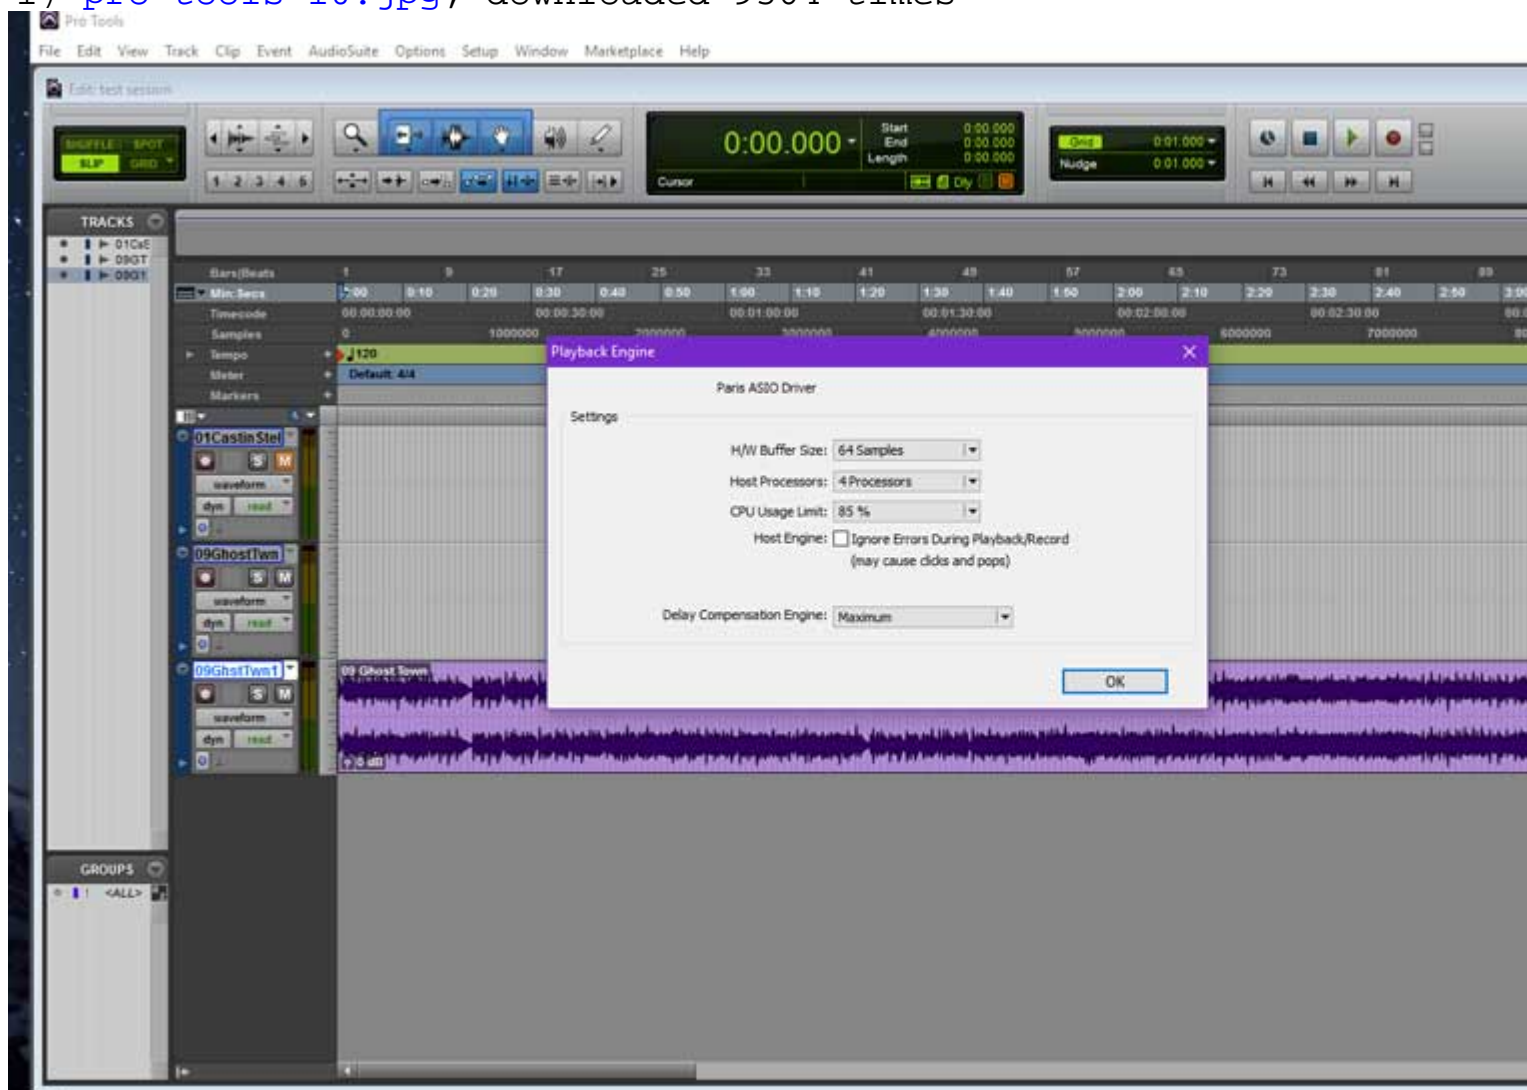 Pro Tools
File Edit View Track Clip Event AudioSuite Options Setup Window Marketplace Help
Edit: test session
SHUFFLE SPOT
SLIP GRID
1 2 3 4 5
0:00.000
Start 0:00.000
End 0:00.000
Length 0:00.000
Cursor
Dly
Grid 0:01.000
Nudge 0:01.000
TRACKS
01CsS
09GT
09G1
Bars|Beats 1 9 17 25 33 41 49 57 65 73 81 89
Min:Secs 0:00 0:10 0:20 0:30 0:40 0:50 1:00 1:10 1:20 1:30 1:40 1:50 2:00 2:10 2:20 2:30 2:40 2:50 3:00
Timecode 00:00:00:00 00:00:30:00 00:01:00:00 00:01:30:00 00:02:00:00 00:02:30:00
Samples 0 1000000 2000000 3000000 4000000 5000000 6000000 7000000
Tempo 120
Meter Default: 4/4
Markers
Playback Engine
Paris ASIO Driver
Settings
H/W Buffer Size: 64 Samples
Host Processors: 4 Processors
CPU Usage Limit: 85 %
Host Engine: Ignore Errors During Playback/Record
(may cause clicks and pops)
Delay Compensation Engine: Maximum
OK
01CastinStel
S M
waveform
dyn read
09GhostTwn
S M
waveform
dyn read
09GhstTwn1
S M
waveform
dyn read
09 Ghost Town
0 dB
GROUPS
! <ALL>